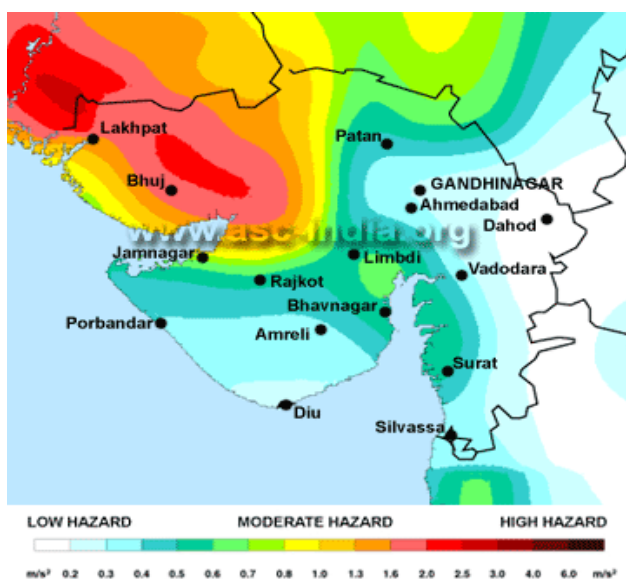 Lakhpat
Patan
Bhuj
GANDHINAGAR
Ahmedabad
Dahod
www.asc-india.org
Jamnagar
Limbdi
Rajkot
Vadodara
Bhavnagar
Porbandar
Amreli
Surat
Diu
Silvassa
LOW HAZARD MODERATE HAZARD HIGH HAZARD
m/s² 0.2 0.3 0.4 0.5 0.6 0.7 0.8 1.0 1.3 1.6 2.0 2.5 3.0 4.0 6.0 m/s²